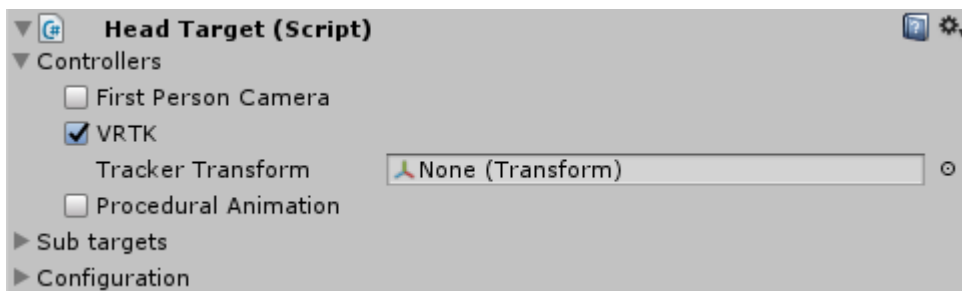 Head Target (Script)
Controllers
First Person Camera
VRTK
Tracker Transform None (Transform)
Procedural Animation
Sub targets
Configuration